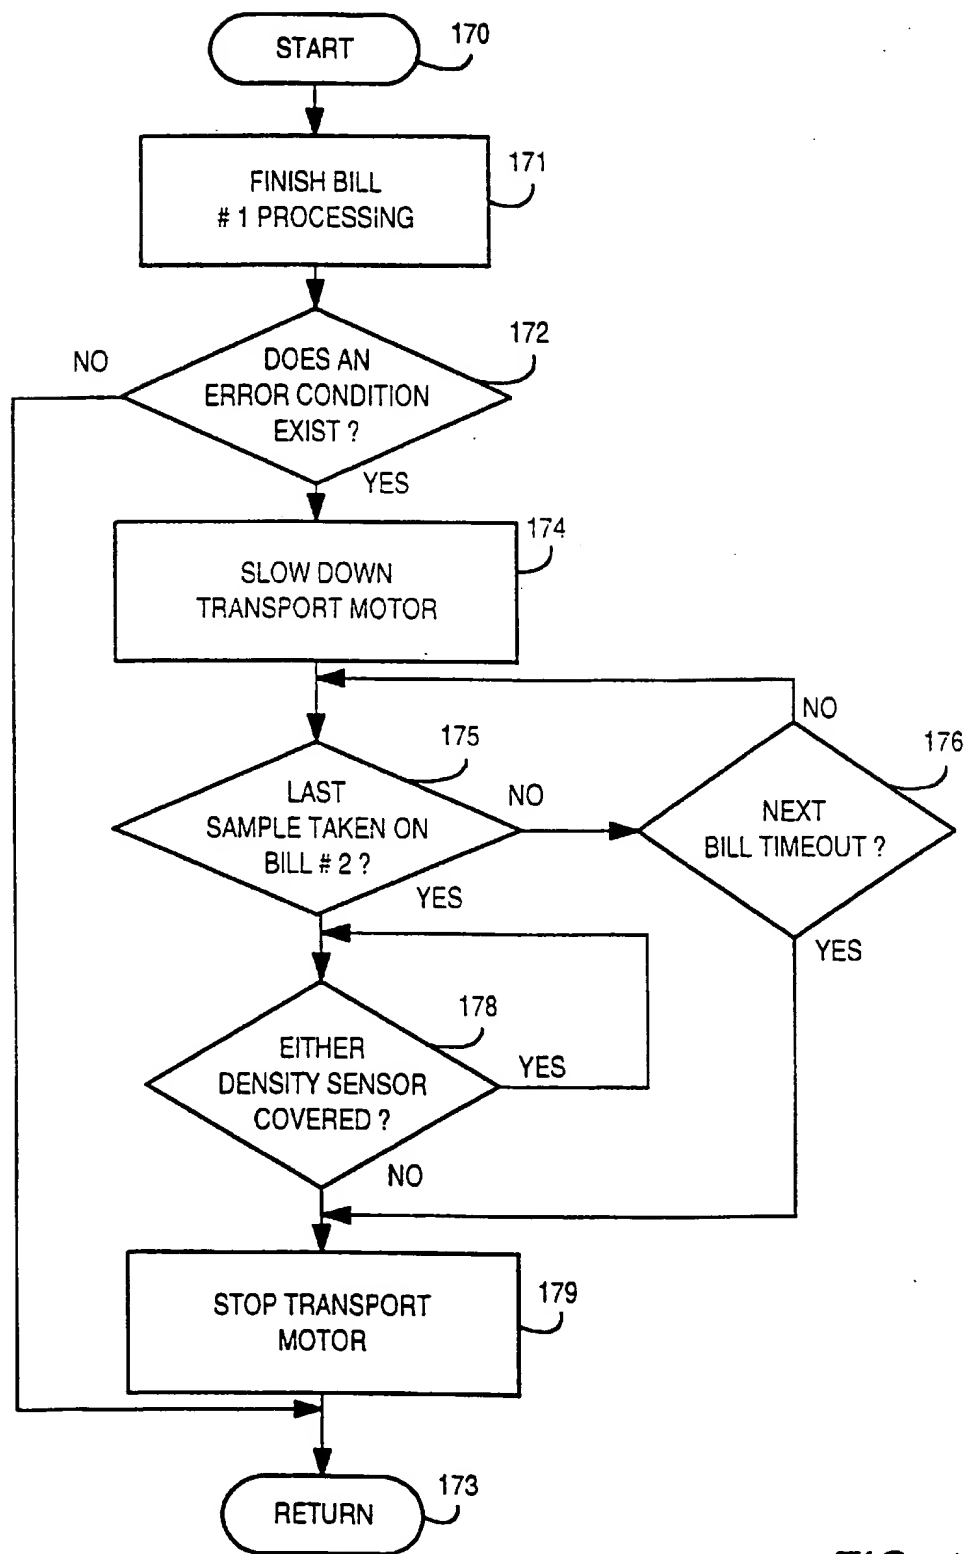 START
170
FINISH BILL
# 1 PROCESSING
171
DOES AN
ERROR CONDITION
EXIST ?
172
NO
YES
SLOW DOWN
TRANSPORT MOTOR
174
LAST
SAMPLE TAKEN ON
BILL # 2 ?
175
NO
YES
NEXT
BILL TIMEOUT ?
176
NO
YES
EITHER
DENSITY SENSOR
COVERED ?
178
YES
NO
STOP TRANSPORT
MOTOR
179
RETURN
173